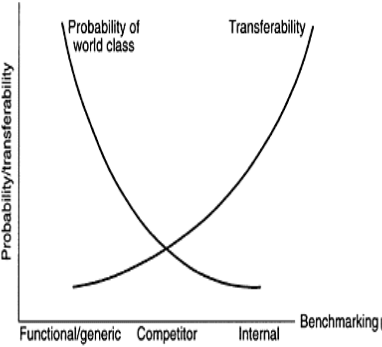 Probability of
world class
Transferability
Probability/transferability
Benchmarking
Functional/generic Competitor Internal